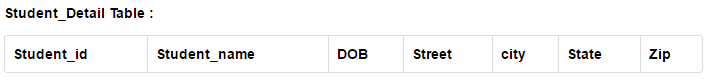 Student_Detail Table :
Student_id Student_name DOB Street city State Zip